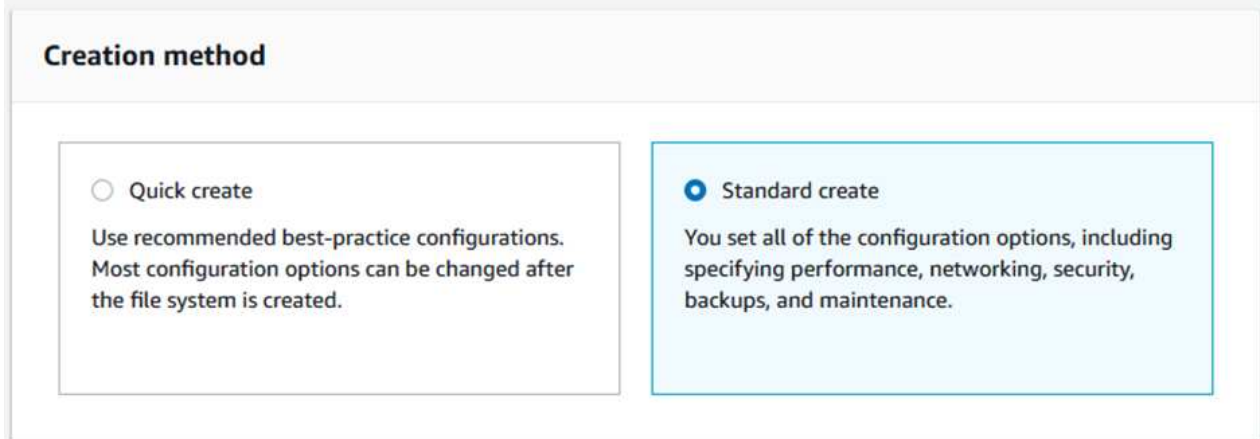 Creation method
Quick create
Use recommended best-practice configurations.
Most configuration options can be changed after
the file system is created.
Standard create
You set all of the configuration options, including
specifying performance, networking, security,
backups, and maintenance.